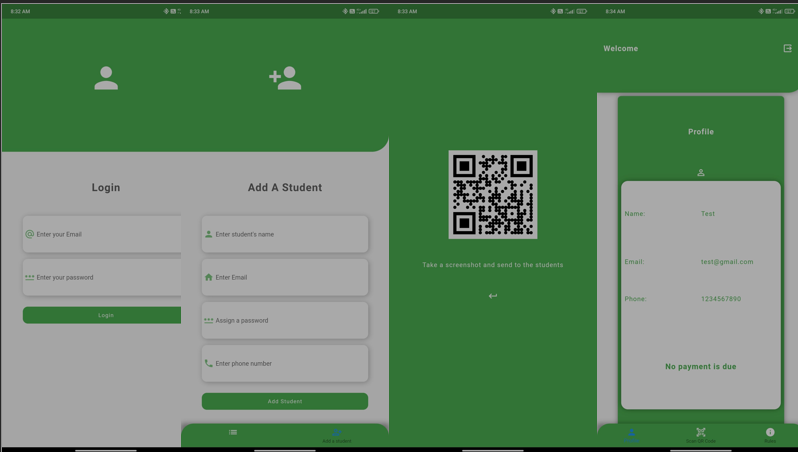 8:32 AM
Login
Enter your Email
Enter your password
Login
8:33 AM
Add A Student
Enter student's name
Enter Email
Assign a password
Enter phone number
Add Student
Add a student
8:33 AM
Take a screenshot and send to the students
8:34 AM
Welcome
Profile
Name: Test
Email: test@gmail.com
Phone: 1234567890
No payment is due
Scan QR Code